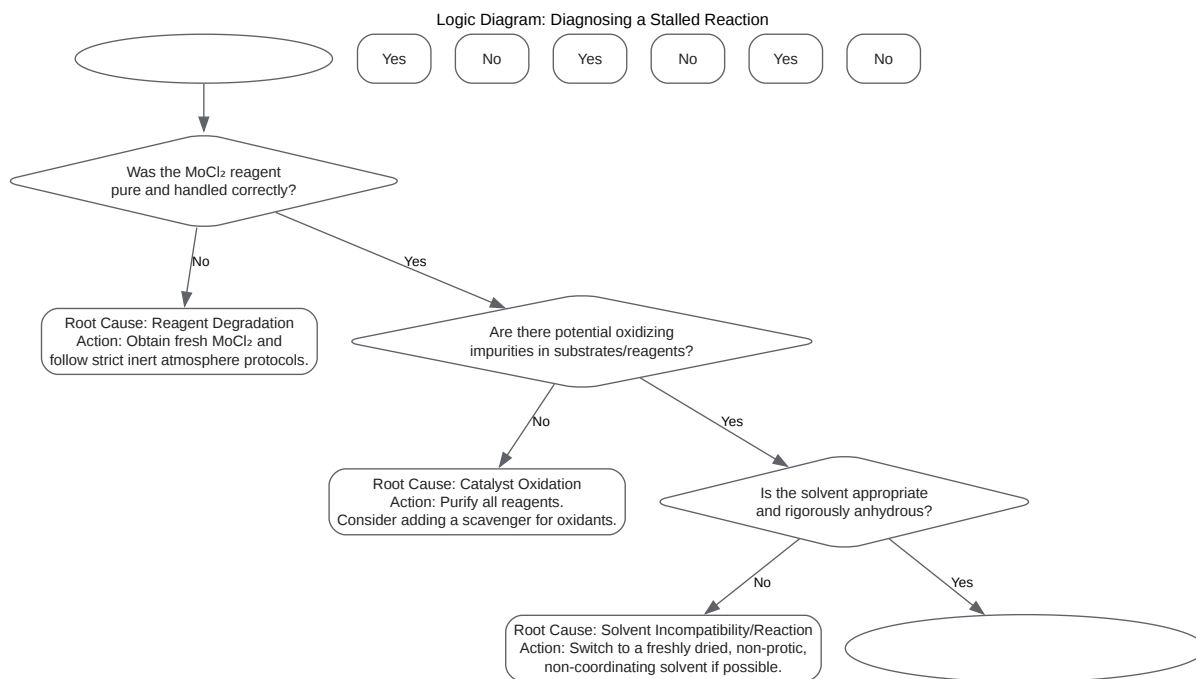 Logic Diagram: Diagnosing a Stalled Reaction
Yes
No
Yes
No
Yes
No
Was the MoCl₂ reagent
pure and handled correctly?
No
Yes
Root Cause: Reagent Degradation
Action: Obtain fresh MoCl₂ and
follow strict inert atmosphere protocols.
Are there potential oxidizing
impurities in substrates/reagents?
No
Yes
Root Cause: Catalyst Oxidation
Action: Purify all reagents.
Consider adding a scavenger for oxidants.
Is the solvent appropriate
and rigorously anhydrous?
No
Yes
Root Cause: Solvent Incompatibility/Reaction
Action: Switch to a freshly dried, non-protic,
non-coordinating solvent if possible.